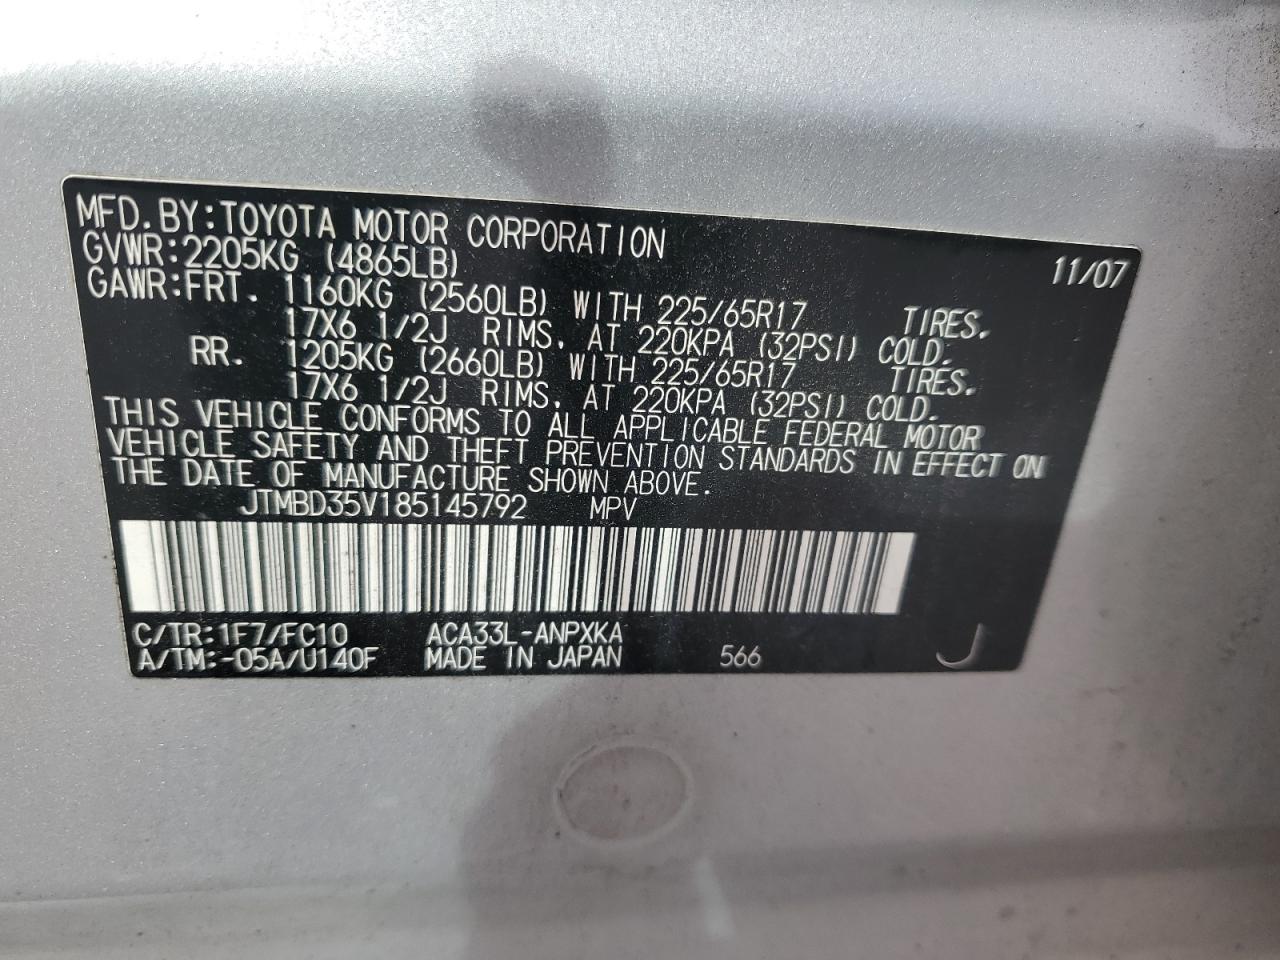 MFD.BY:TOYOTA MOTOR CORPORATION
GVWR:2205KG (4865LB) 11/07
GAWR:FRT. 1160KG (2560LB) WITH 225/65R17 TIRES,
17X6 1/2J RIMS, AT 220KPA (32PSI) COLD.
RR. 1205KG (2660LB) WITH 225/65R17 TIRES,
17X6 1/2J RIMS, AT 220KPA (32PSI) COLD.
THIS VEHICLE CONFORMS TO ALL APPLICABLE FEDERAL MOTOR
VEHICLE SAFETY AND THEFT PREVENTION STANDARDS IN EFFECT ON
THE DATE OF MANUFACTURE SHOWN ABOVE.
JTMBD35V185145792 MPV
C/TR:1F7/FC10 ACA33L-ANPXKA
A/TM:-05A/U140F MADE IN JAPAN 566 J